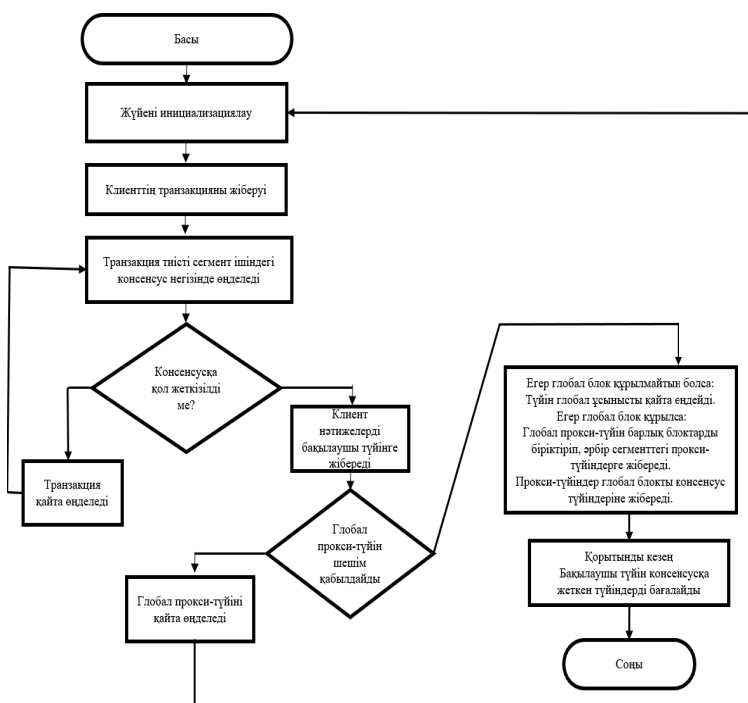 Басы
Жүйені инициализациялау
Клиенттің транзакцияны жіберуі
Транзакция тиісті сегмент ішіндегі
консенсус негізінде өңделеді
Консенсусқа
қол жеткізілді
ме?
Транзакция
қайта өңделеді
Клиент
нәтижелерді
бақылаушы түйінге
жібереді
Глобал
прокси-түйін
шешім
қабылдайды
Глобал прокси-түйіні
қайта өңделеді
Егер глобал блок құрылмайтын болса:
Түйін глобал ұсынысты қайта өңдейді.
Егер глобал блок құрылса:
Глобал прокси-түйін барлық блоктарды
біріктіріп, әрбір сегменттегі прокси-
түйіндерге жібереді.
Прокси-түйіндер глобал блокты консенсус
түйіндеріне жібереді.
Қорытынды кезең
Бақылаушы түйін консенсусқа
жеткен түйіндерді бағалайды
Соңы